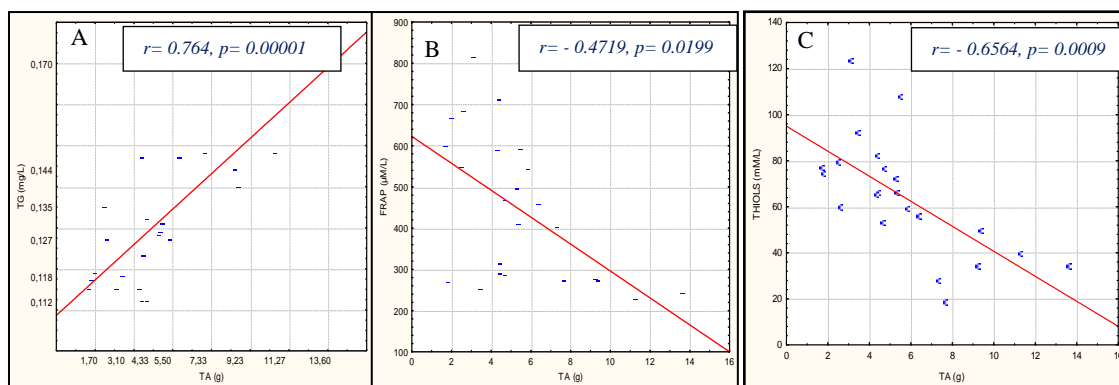 A
r= 0.764, p= 0.00001
TG (mg/L)
0,170
0,144
0,135
0,127
0,118
0,112
1,70 3,10 4,33 5,50 7,33 9,23 11,27 13,60
TA (g)
B
r= - 0.4719, p= 0.0199
FRAP (µM/L)
900
800
700
600
500
400
300
200
100
0 2 4 6 8 10 12 14 16
TA (g)
C
r= - 0.6564, p= 0.0009
THIOLS (mM/L)
140
120
100
80
60
40
20
0
0 2 4 6 8 10 12 14 16
TA (g)